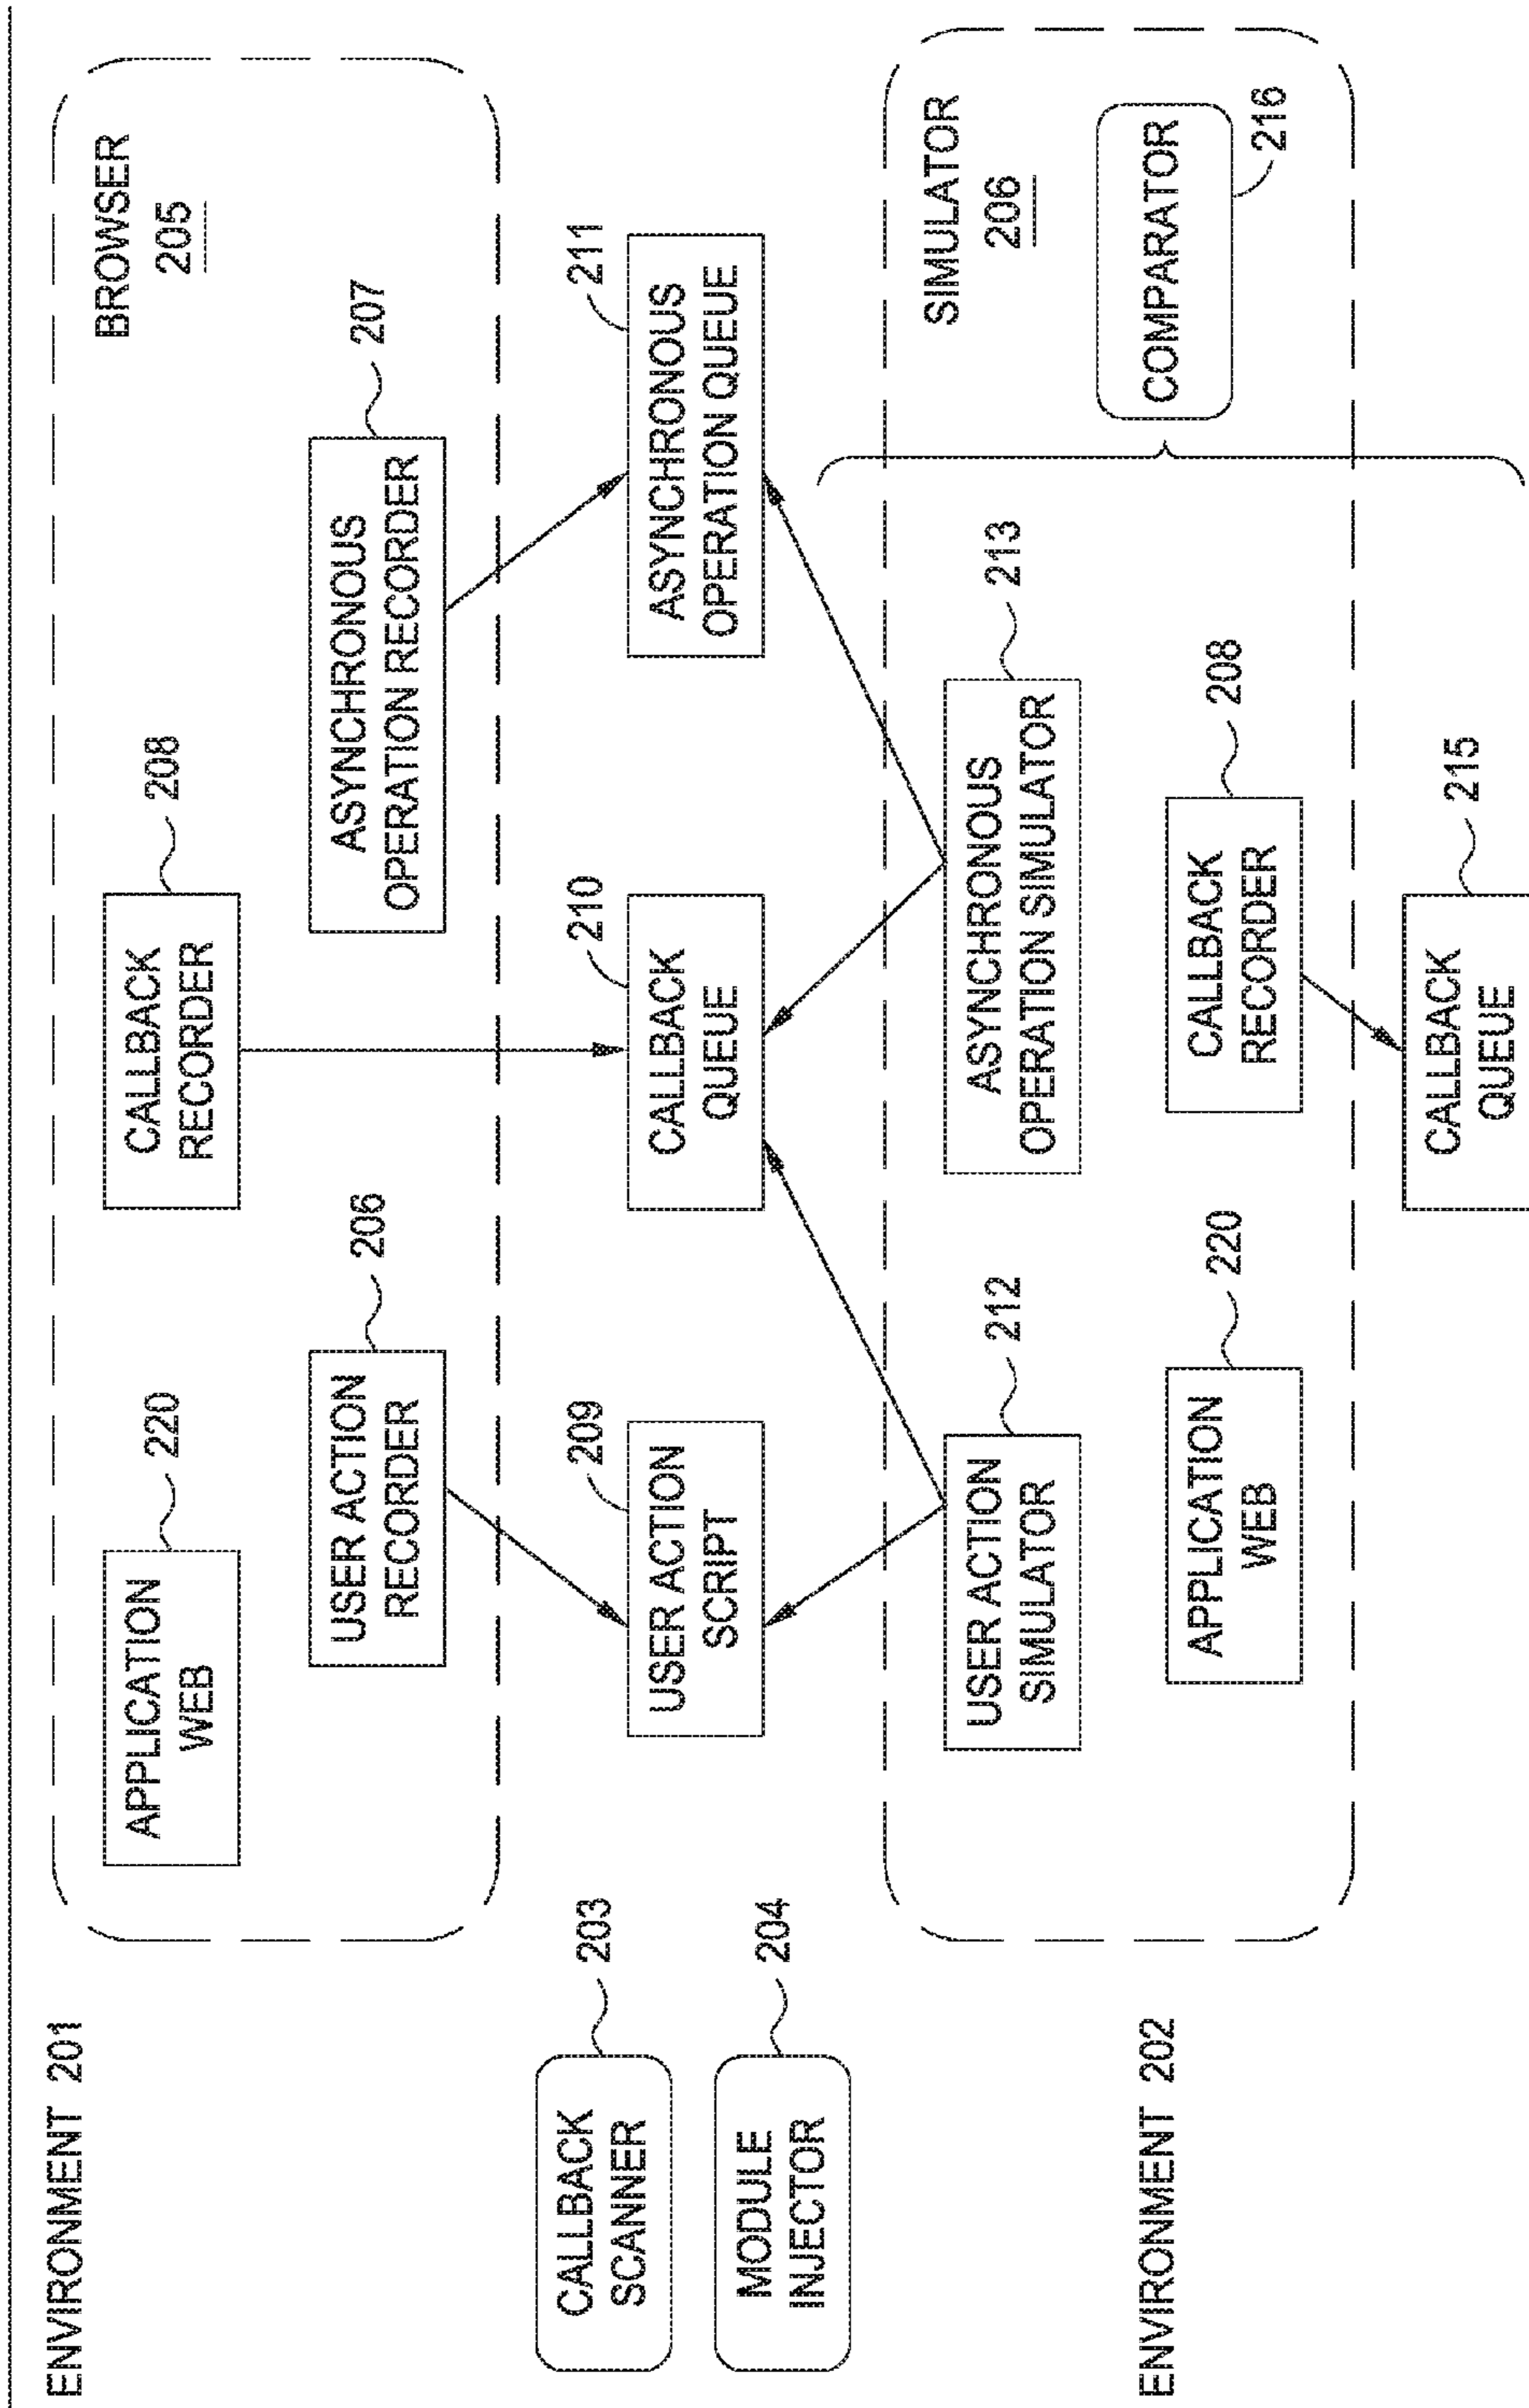 ENVIRONMENT 201
BROWSER
205
APPLICATION
WEB
220
CALLBACK
RECORDER
208
USER ACTION
RECORDER
206
ASYNCHRONOUS
OPERATION RECORDER
207
CALLBACK
SCANNER
203
MODULE
INJECTOR
204
USER ACTION
SCRIPT
209
CALLBACK
QUEUE
210
ASYNCHRONOUS
OPERATION QUEUE
211
ENVIRONMENT 202
SIMULATOR
206
USER ACTION
SIMULATOR
212
ASYNCHRONOUS
OPERATION SIMULATOR
213
APPLICATION
WEB
220
CALLBACK
RECORDER
208
COMPARATOR
216
CALLBACK
QUEUE
215